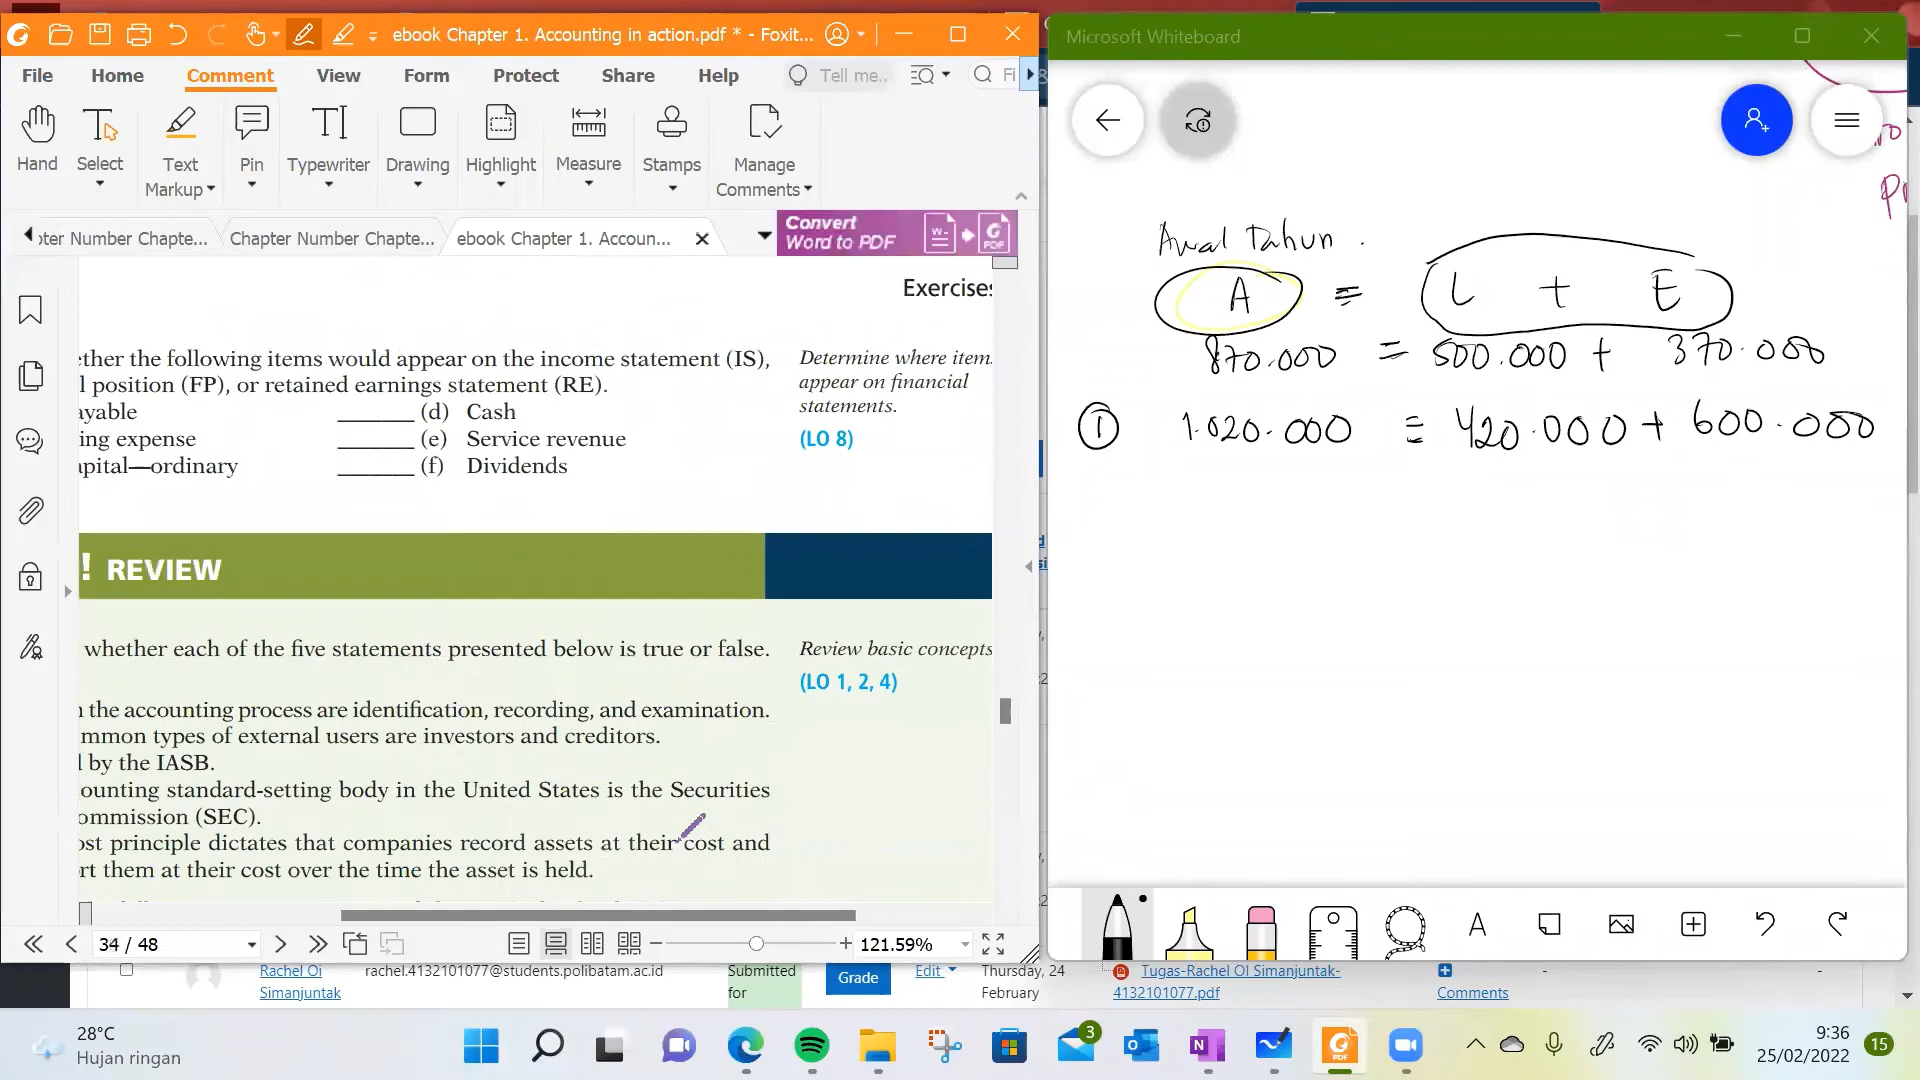 ebook Chapter 1. Accounting in action.pdf * - Foxit...
File Home Comment View Form Protect Share Help Tell me.. Fi
Hand Select Text Markup Pin Typewriter Drawing Highlight Measure Stamps Manage Comments
pter Number Chapte... Chapter Number Chapte... ebook Chapter 1. Accoun...
Convert
Word to PDF
Exercises
ether the following items would appear on the income statement (IS),
l position (FP), or retained earnings statement (RE).
ayable ______ (d) Cash
ing expense ______ (e) Service revenue
apital—ordinary ______ (f) Dividends
Determine where item
appear on financial
statements.
(LO 8)
! REVIEW
whether each of the five statements presented below is true or false.
n the accounting process are identification, recording, and examination.
mmon types of external users are investors and creditors.
l by the IASB.
ounting standard-setting body in the United States is the Securities
ommission (SEC).
ost principle dictates that companies record assets at their cost and
rt them at their cost over the time the asset is held.
Review basic concepts
(LO 1, 2, 4)
34 / 48
121.59%
Microsoft Whiteboard
Awal Tahun .
A = L + E
870.000 = 500.000 + 370.000
① 1.020.000 = 420.000 + 600.000
A
Rachel Oi
Simanjuntak
rachel.4132101077@students.polibatam.ac.id
Submitted
for
Grade
Edit
Thursday, 24
February
Tugas-Rachel OI Simanjuntak-
4132101077.pdf
Comments
-
-
28°C
Hujan ringan
3
9:36
25/02/2022
15